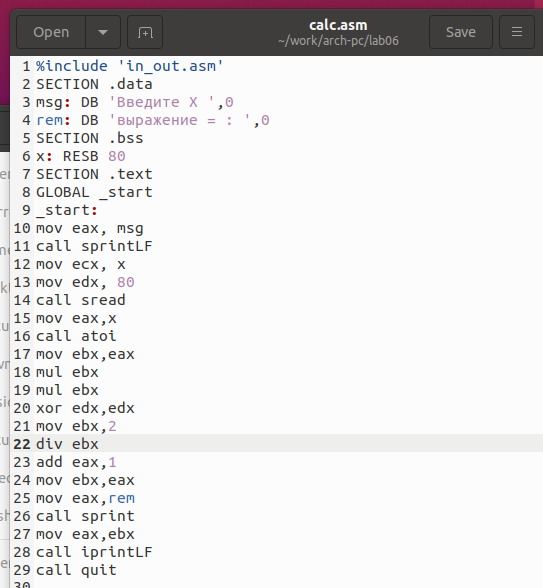 Open
calc.asm
~/work/arch-pc/lab06
Save
1 %include 'in_out.asm'
2 SECTION .data
3 msg: DB 'Введите X ',0
4 rem: DB 'выражение = : ',0
5 SECTION .bss
6 x: RESB 80
7 SECTION .text
8 GLOBAL _start
9 _start:
10 mov eax, msg
11 call sprintLF
12 mov ecx, x
13 mov edx, 80
14 call sread
15 mov eax,x
16 call atoi
17 mov ebx,eax
18 mul ebx
19 mul ebx
20 xor edx,edx
21 mov ebx,2
22 div ebx
23 add eax,1
24 mov ebx,eax
25 mov eax,rem
26 call sprint
27 mov eax,ebx
28 call iprintLF
29 call quit
30